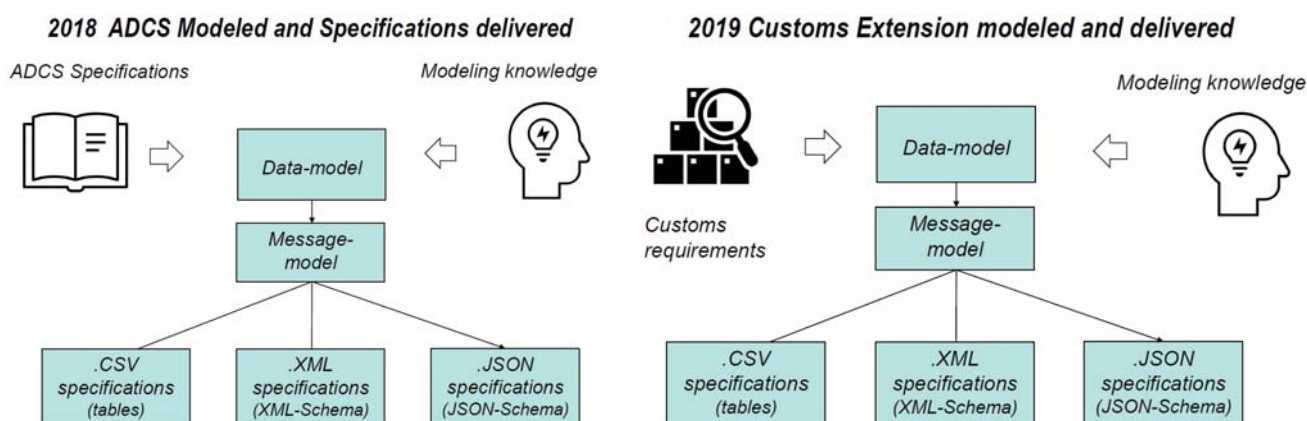 2018 ADCS Modeled and Specifications delivered
ADCS Specifications
Modeling knowledge
Data-model
Message-
model
.CSV
specifications
(tables)
.XML
specifications
(XML-Schema)
.JSON
specifications
(JSON-Schema)
2019 Customs Extension modeled and delivered
Modeling knowledge
Data-model
Customs
requirements
Message-
model
.CSV
specifications
(tables)
.XML
specifications
(XML-Schema)
.JSON
specifications
(JSON-Schema)